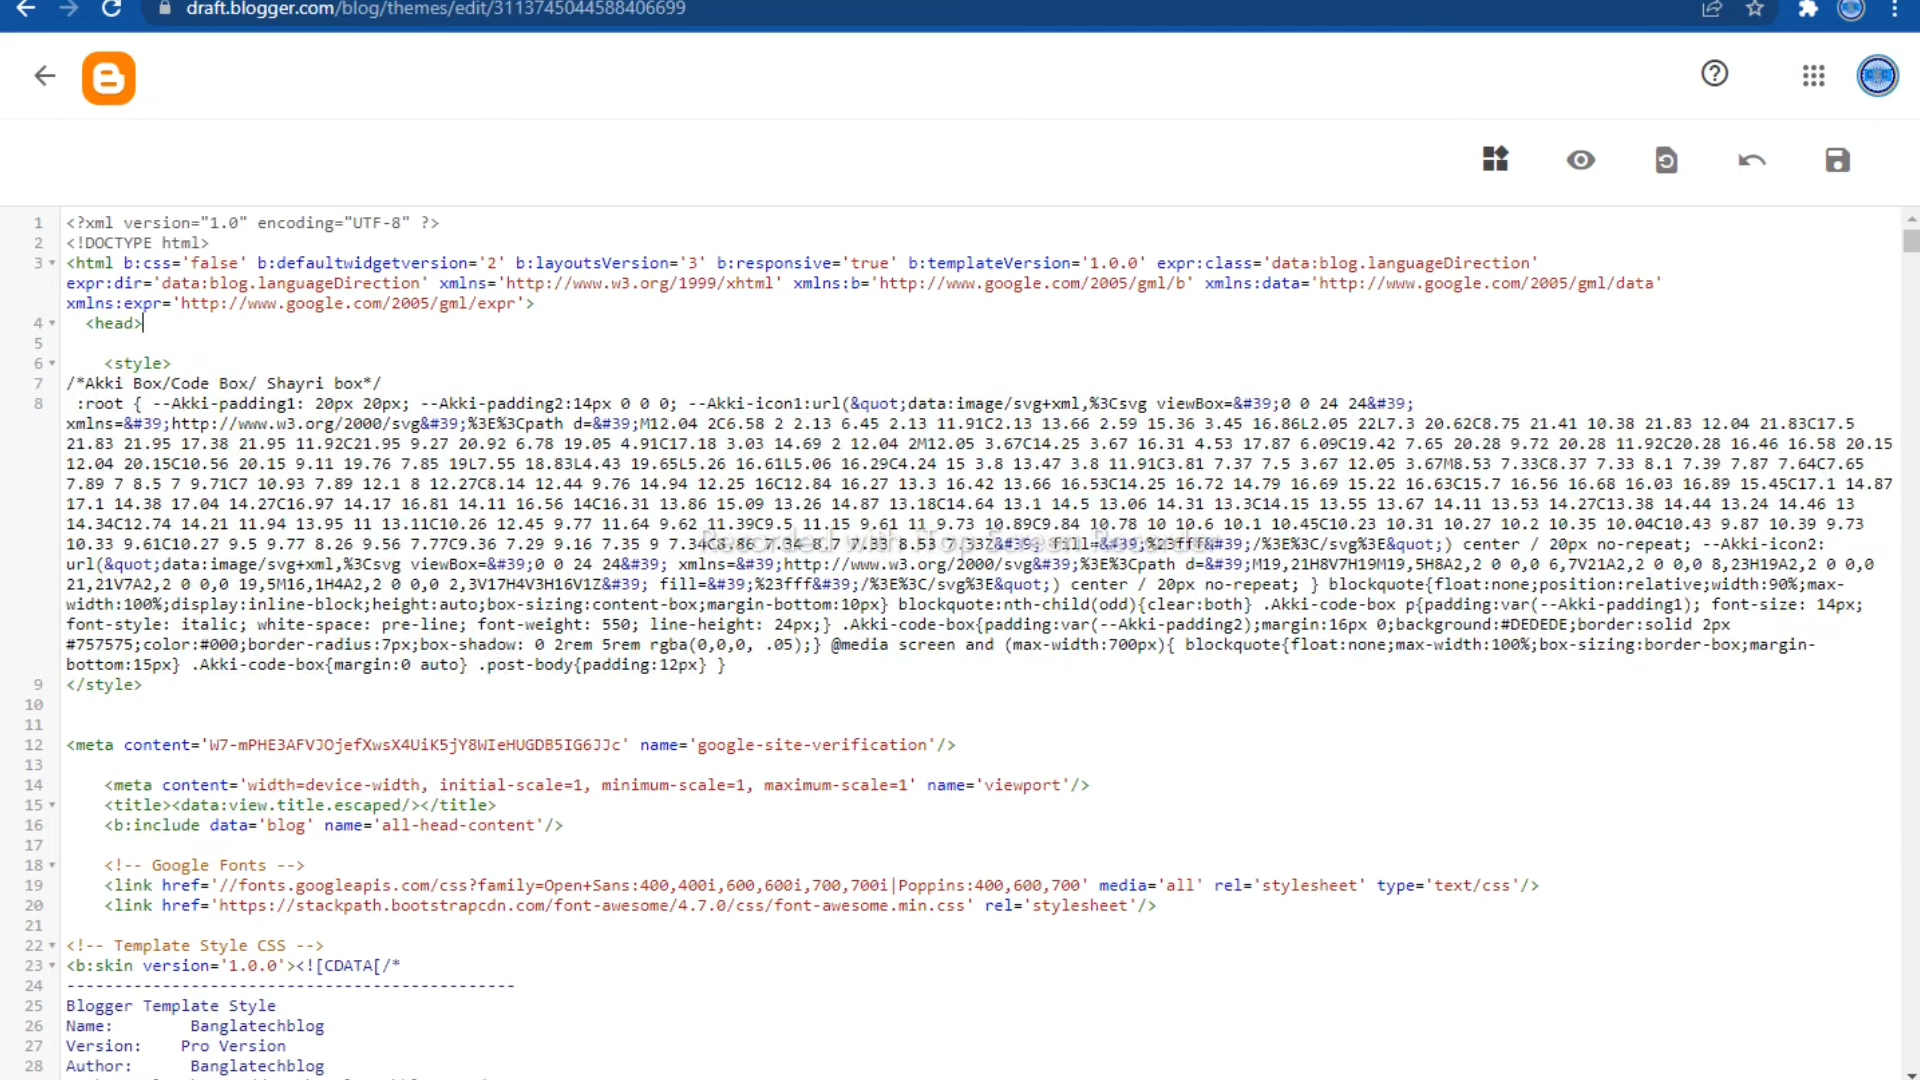 draft.blogger.com/blog/themes/edit/3113745044588406699
1 <?xml version="1.0" encoding="UTF-8" ?>
2 <!DOCTYPE html>
3 <html b:css='false' b:defaultwidgetversion='2' b:layoutsVersion='3' b:responsive='true' b:templateVersion='1.0.0' expr:class='data:blog.languageDirection'
expr:dir='data:blog.languageDirection' xmlns='http://www.w3.org/1999/xhtml' xmlns:b='http://www.google.com/2005/gml/b' xmlns:data='http://www.google.com/2005/gml/data'
xmlns:expr='http://www.google.com/2005/gml/expr'>
4 <head>
5
6 <style>
7 /*Akki Box/Code Box/ Shayri box*/
8 :root { --Akki-padding1: 20px 20px; --Akki-padding2:14px 0 0 0; --Akki-icon1:url(&quot;data:image/svg+xml,%3Csvg viewBox=&#39;0 0 24 24&#39;
xmlns=&#39;http://www.w3.org/2000/svg&#39;%3E%3Cpath d=&#39;M12.04 2C6.58 2 2.13 6.45 2.13 11.91C2.13 13.66 2.59 15.36 3.45 16.86L2.05 22L7.3 20.62C8.75 21.41 10.38 21.83 12.04 21.83C17.5
21.83 21.95 17.38 21.95 11.92C21.95 9.27 20.92 6.78 19.05 4.91C17.18 3.03 14.69 2 12.04 2M12.05 3.67C14.25 3.67 16.31 4.53 17.87 6.09C19.42 7.65 20.28 9.72 20.28 11.92C20.28 16.46 16.58 20.15
12.04 20.15C10.56 20.15 9.11 19.76 7.85 19L7.55 18.83L4.43 19.65L5.26 16.61L5.06 16.29C4.24 15 3.8 13.47 3.8 11.91C3.81 7.37 7.5 3.67 12.05 3.67M8.53 7.33C8.37 7.33 8.1 7.39 7.87 7.64C7.65
7.89 7 8.5 7 9.71C7 10.93 7.89 12.1 8 12.27C8.14 12.44 9.76 14.94 12.25 16C12.84 16.27 13.3 16.42 13.66 16.53C14.25 16.72 14.79 16.69 15.22 16.63C15.7 16.56 16.68 16.03 16.89 15.45C17.1 14.87
17.1 14.38 17.04 14.27C16.97 14.17 16.81 14.11 16.56 14C16.31 13.86 15.09 13.26 14.87 13.18C14.64 13.1 14.5 13.06 14.31 13.3C14.15 13.55 13.67 14.11 13.53 14.27C13.38 14.44 13.24 14.46 13
14.34C12.74 14.21 11.94 13.95 11 13.11C10.26 12.45 9.77 11.64 9.62 11.39C9.5 11.15 9.61 11 9.73 10.89C9.84 10.78 10 10.6 10.1 10.45C10.23 10.31 10.27 10.2 10.35 10.04C10.43 9.87 10.39 9.73
10.33 9.61C10.27 9.5 9.77 8.26 9.56 7.77C9.36 7.29 9.16 7.35 9 7.34C8.86 7.34 8.7 7.33 8.53 7.33Z&#39; fill=&#39;%23fff&#39;/%3E%3C/svg%3E&quot;) center / 20px no-repeat; --Akki-icon2:
url(&quot;data:image/svg+xml,%3Csvg viewBox=&#39;0 0 24 24&#39; xmlns=&#39;http://www.w3.org/2000/svg&#39;%3E%3Cpath d=&#39;M19,21H8V7H19M19,5H8A2,2 0 0,0 6,7V21A2,2 0 0,0 8,23H19A2,2 0 0,0
21,21V7A2,2 0 0,0 19,5M16,1H4A2,2 0 0,0 2,3V17H4V3H16V1Z&#39; fill=&#39;%23fff&#39;/%3E%3C/svg%3E&quot;) center / 20px no-repeat; } blockquote{float:none;position:relative;width:90%;max-
width:100%;display:inline-block;height:auto;box-sizing:content-box;margin-bottom:10px} blockquote:nth-child(odd){clear:both} .Akki-code-box p{padding:var(--Akki-padding1); font-size: 14px;
font-style: italic; white-space: pre-line; font-weight: 550; line-height: 24px;} .Akki-code-box{padding:var(--Akki-padding2);margin:16px 0;background:#DEDEDE;border:solid 2px
#757575;color:#000;border-radius:7px;box-shadow: 0 2rem 5rem rgba(0,0,0, .05);} @media screen and (max-width:700px){ blockquote{float:none;max-width:100%;box-sizing:border-box;margin-
bottom:15px} .Akki-code-box{margin:0 auto} .post-body{padding:12px} }
Recorded with iTop Screen Recorder
9 </style>
10
11
12 <meta content='W7-mPHE3AFVJOjefXwsX4UiK5jY8WIeHUGDB5IG6JJc' name='google-site-verification'/>
13
14 <meta content='width=device-width, initial-scale=1, minimum-scale=1, maximum-scale=1' name='viewport'/>
15 <title><data:view.title.escaped/></title>
16 <b:include data='blog' name='all-head-content'/>
17
18 <!-- Google Fonts -->
19 <link href='//fonts.googleapis.com/css?family=Open+Sans:400,400i,600,600i,700,700i|Poppins:400,600,700' media='all' rel='stylesheet' type='text/css'/>
20 <link href='https://stackpath.bootstrapcdn.com/font-awesome/4.7.0/css/font-awesome.min.css' rel='stylesheet'/>
21
22 <!-- Template Style CSS -->
23 <b:skin version='1.0.0'><![CDATA[/*
24 -----------------------------------------------
25 Blogger Template Style
26 Name: Banglatechblog
27 Version: Pro Version
28 Author: Banglatechblog